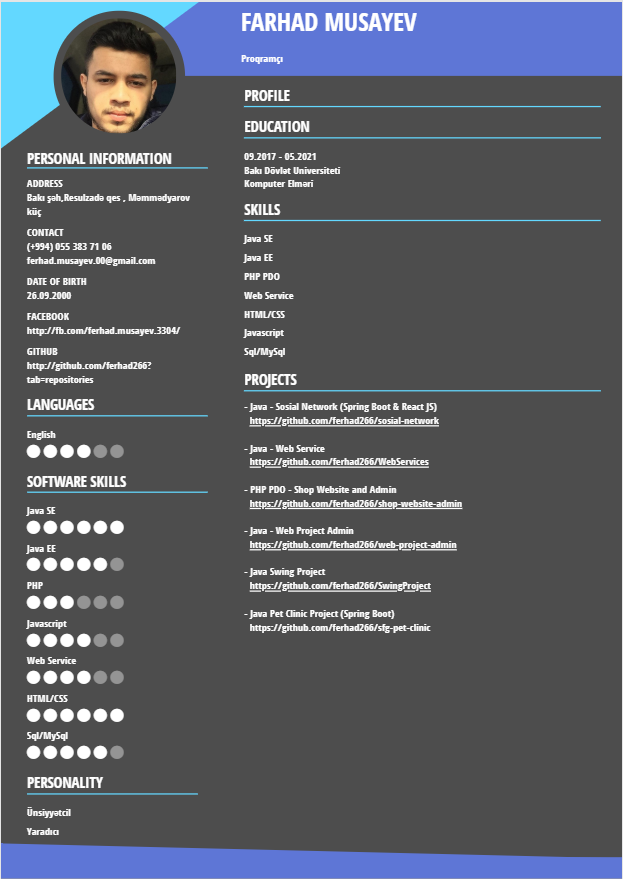 FARHAD MUSAYEV
Proqramçı
PERSONAL INFORMATION
ADDRESS
Bakı şəh,Resulzadə qes , Məmmədyarov
küç
CONTACT
(+994) 055 383 71 06
ferhad.musayev.00@gmail.com
DATE OF BIRTH
26.09.2000
FACEBOOK
http://fb.com/ferhad.musayev.3304/
GITHUB
http://github.com/ferhad266?
tab=repositories
LANGUAGES
English
SOFTWARE SKILLS
Java SE
Java EE
PHP
Javascript
Web Service
HTML/CSS
Sql/MySql
PERSONALITY
Ünsiyyətcil
Yaradıcı
PROFILE
EDUCATION
09.2017 - 05.2021
Bakı Dövlət Universiteti
Komputer Elməri
SKILLS
Java SE
Java EE
PHP PDO
Web Service
HTML/CSS
Javascript
Sql/MySql
PROJECTS
- Java - Sosial Network (Spring Boot & React JS)
https://github.com/ferhad266/sosial-network
- Java - Web Service
https://github.com/ferhad266/WebServices
- PHP PDO - Shop Website and Admin
https://github.com/ferhad266/shop-website-admin
- Java - Web Project Admin
https://github.com/ferhad266/web-project-admin
- Java Swing Project
https://github.com/ferhad266/SwingProject
- Java Pet Clinic Project (Spring Boot)
https://github.com/ferhad266/sfg-pet-clinic